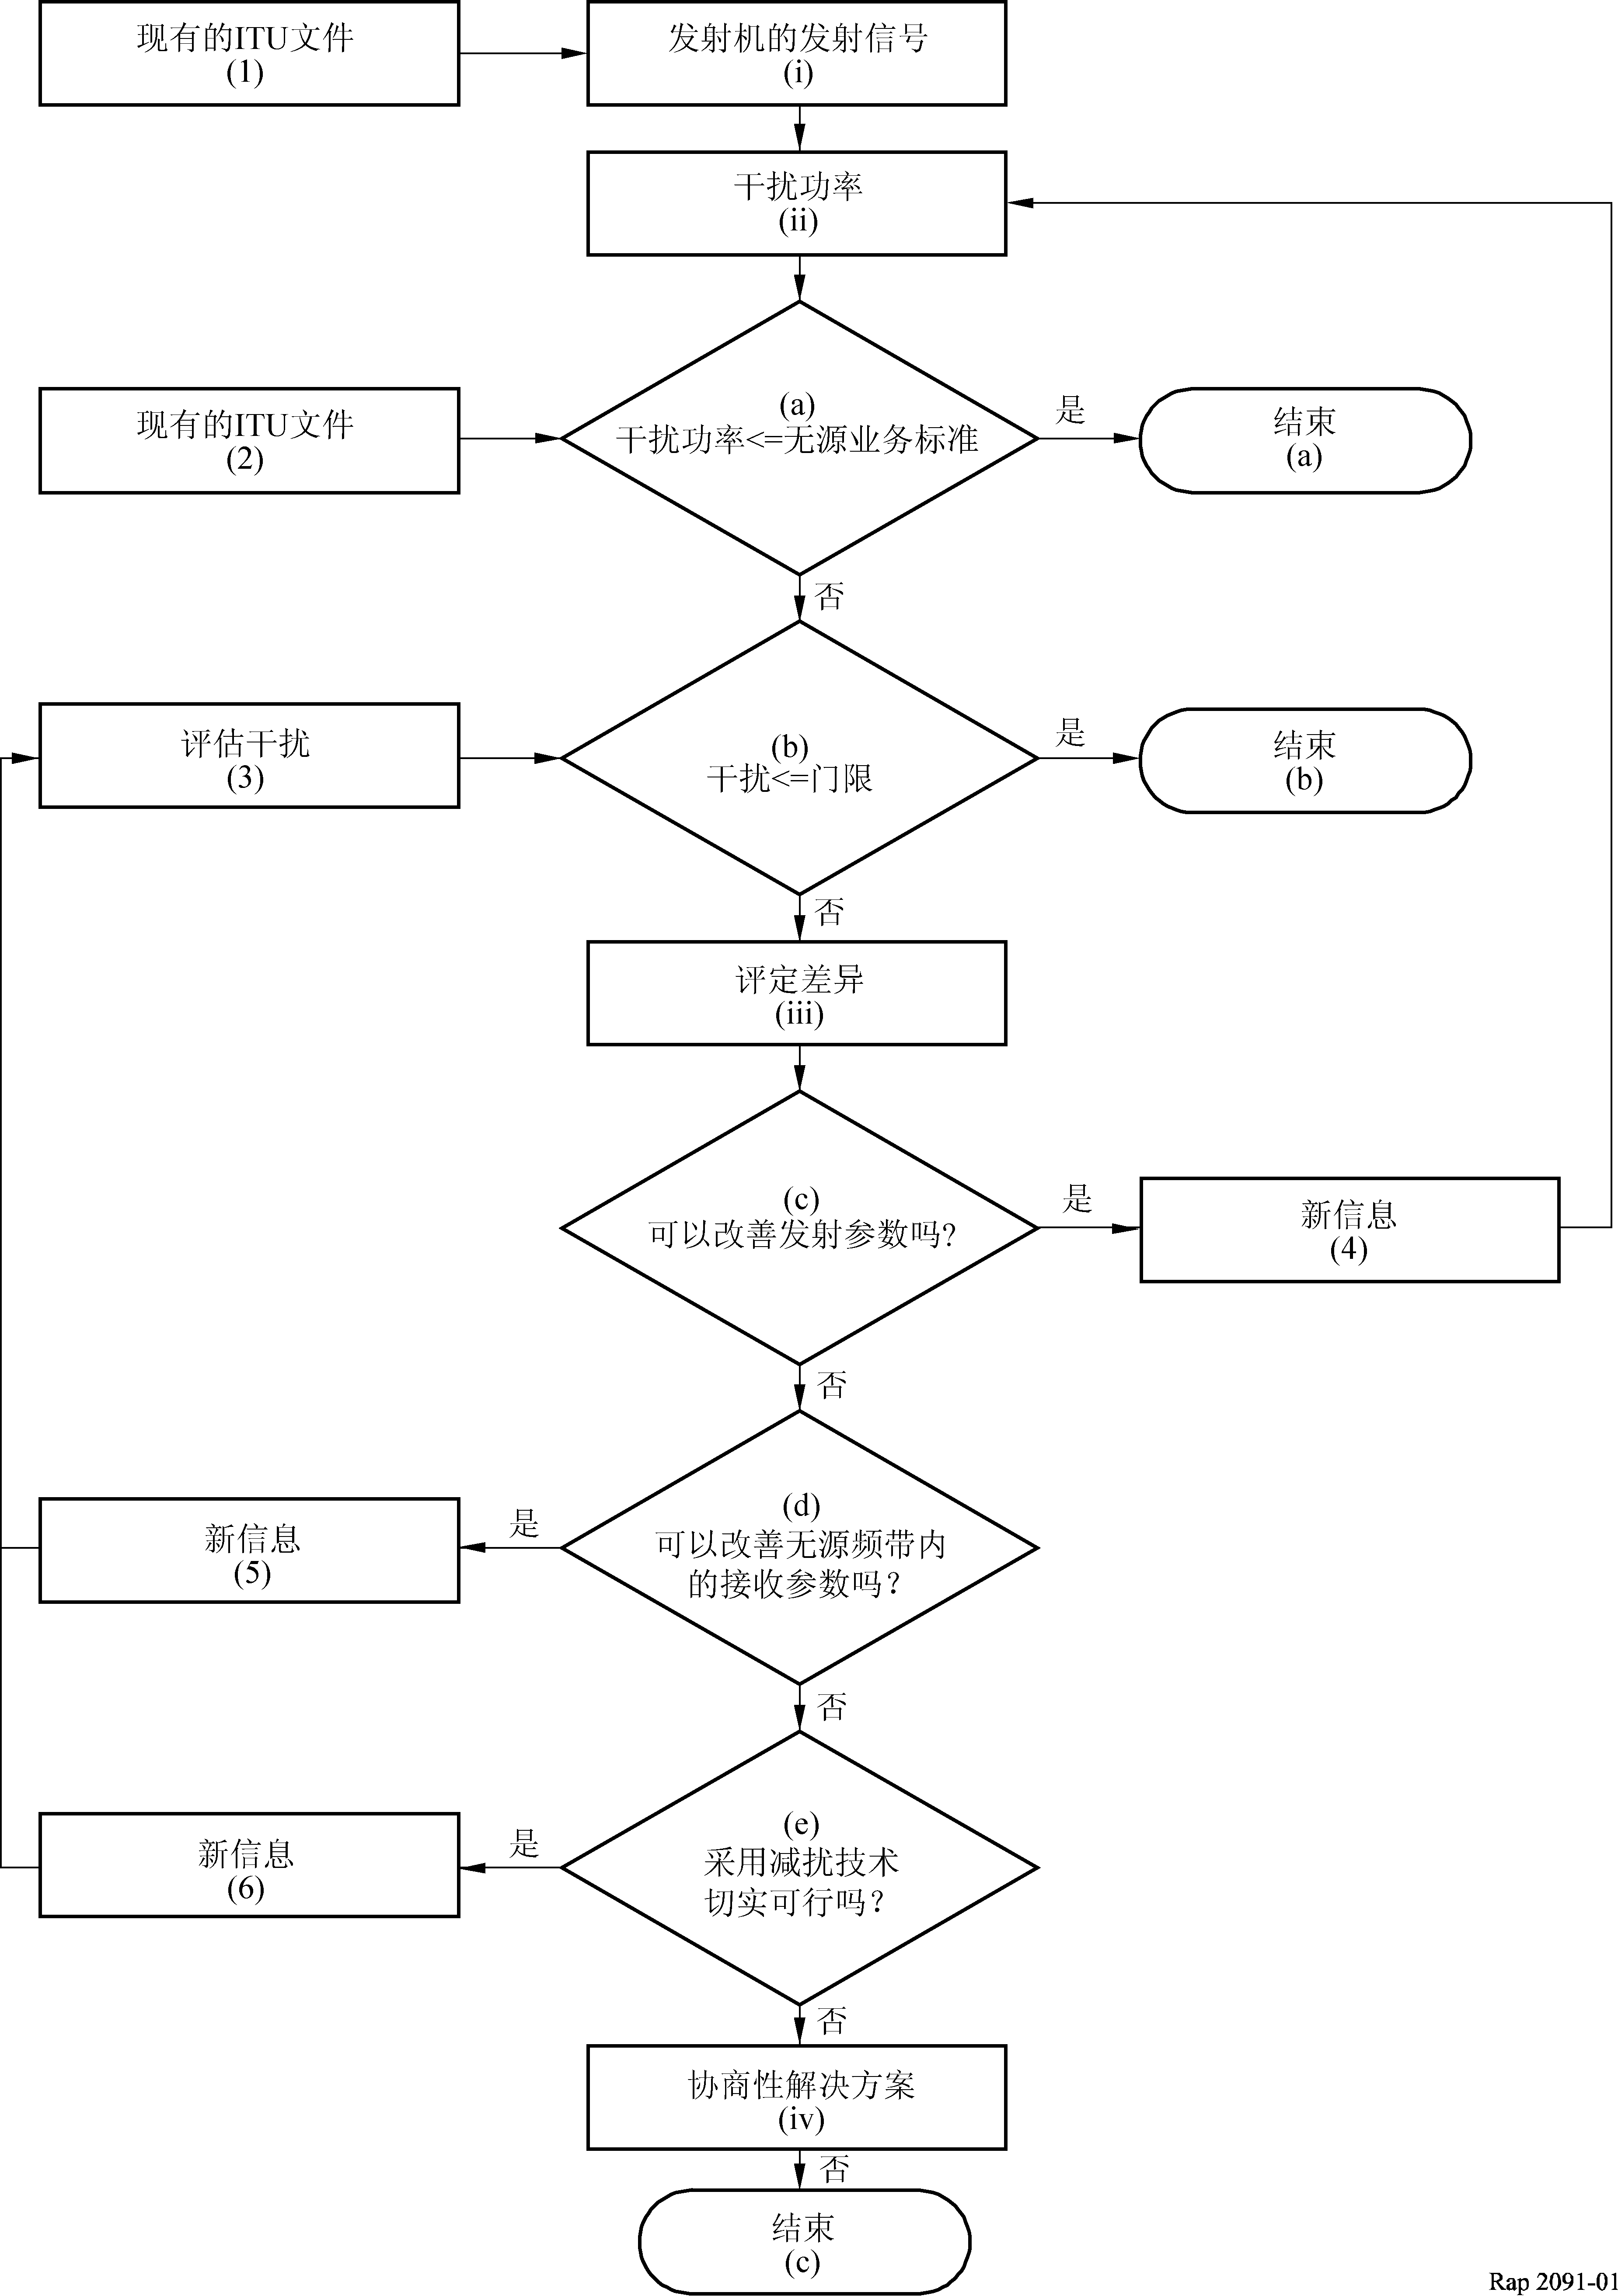 现有的ITU文件
(1)
发射机的发射信号
(i)
干扰功率
(ii)
现有的ITU文件
(2)
(a)
干扰功率<=无源业务标准
是
结束
(a)
否
评估干扰
(3)
(b)
干扰<=门限
是
结束
(b)
否
评定差异
(iii)
(c)
可以改善发射参数吗?
是
新信息
(4)
否
新信息
(5)
是
(d)
可以改善无源频带内
的接收参数吗?
否
新信息
(6)
是
(e)
采用减扰技术
切实可行吗?
否
协商性解决方案
(iv)
否
结束
(c)
Rap 2091-01